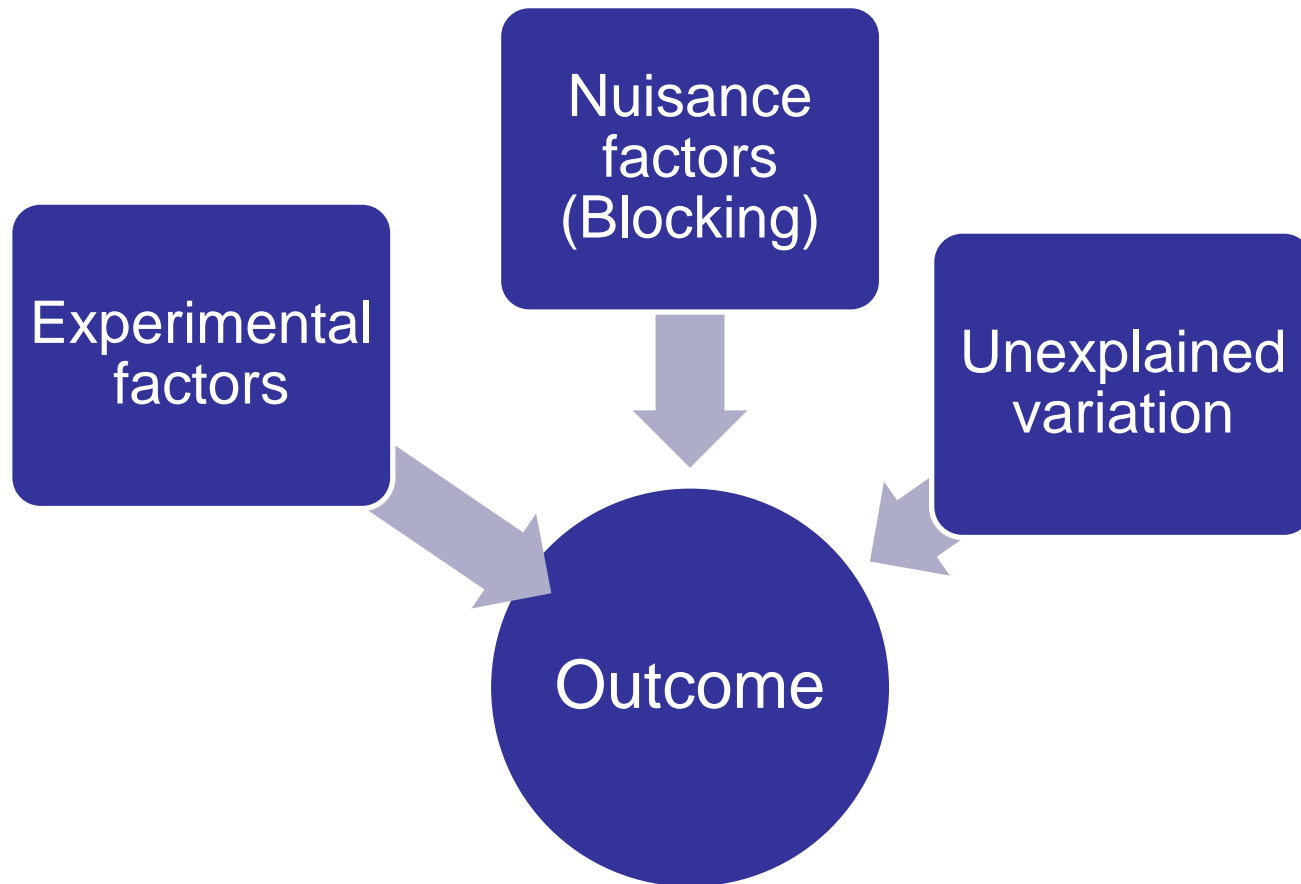 Nuisance
factors
(Blocking)
Experimental
factors
Unexplained
variation
Outcome